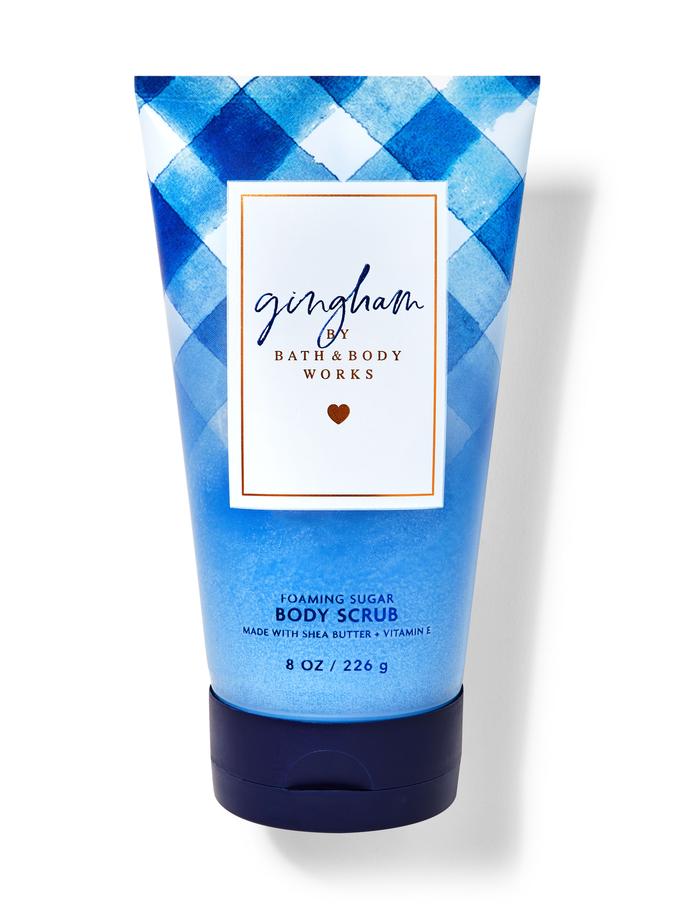 gingham
BY
BATH & BODY
WORKS
FOAMING SUGAR
BODY SCRUB
MADE WITH SHEA BUTTER + VITAMIN E
8 OZ / 226 g